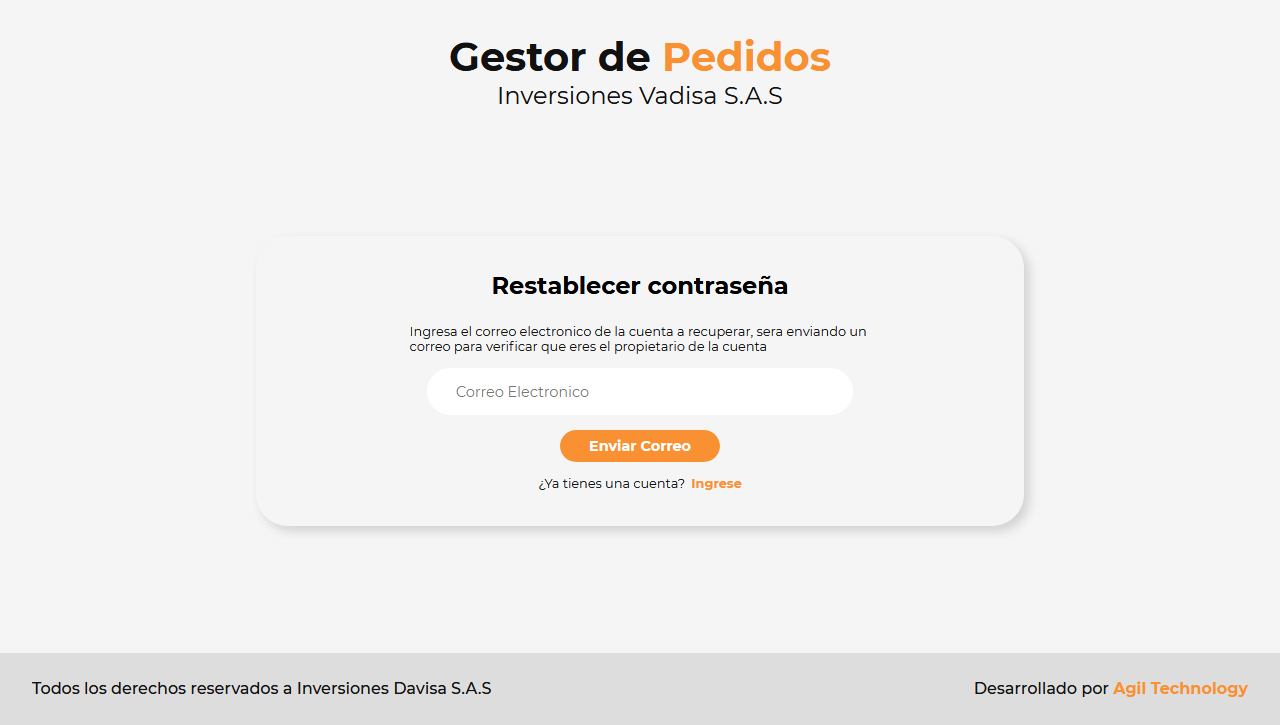 Gestor de Pedidos
Inversiones Vadisa S.A.S
Restablecer contraseña
Ingresa el correo electronico de la cuenta a recuperar, sera enviando un
correo para verificar que eres el propietario de la cuenta
Correo Electronico
Enviar Correo
¿Ya tienes una cuenta? Ingrese
Todos los derechos reservados a Inversiones Davisa S.A.S
Desarrollado por Agil Technology